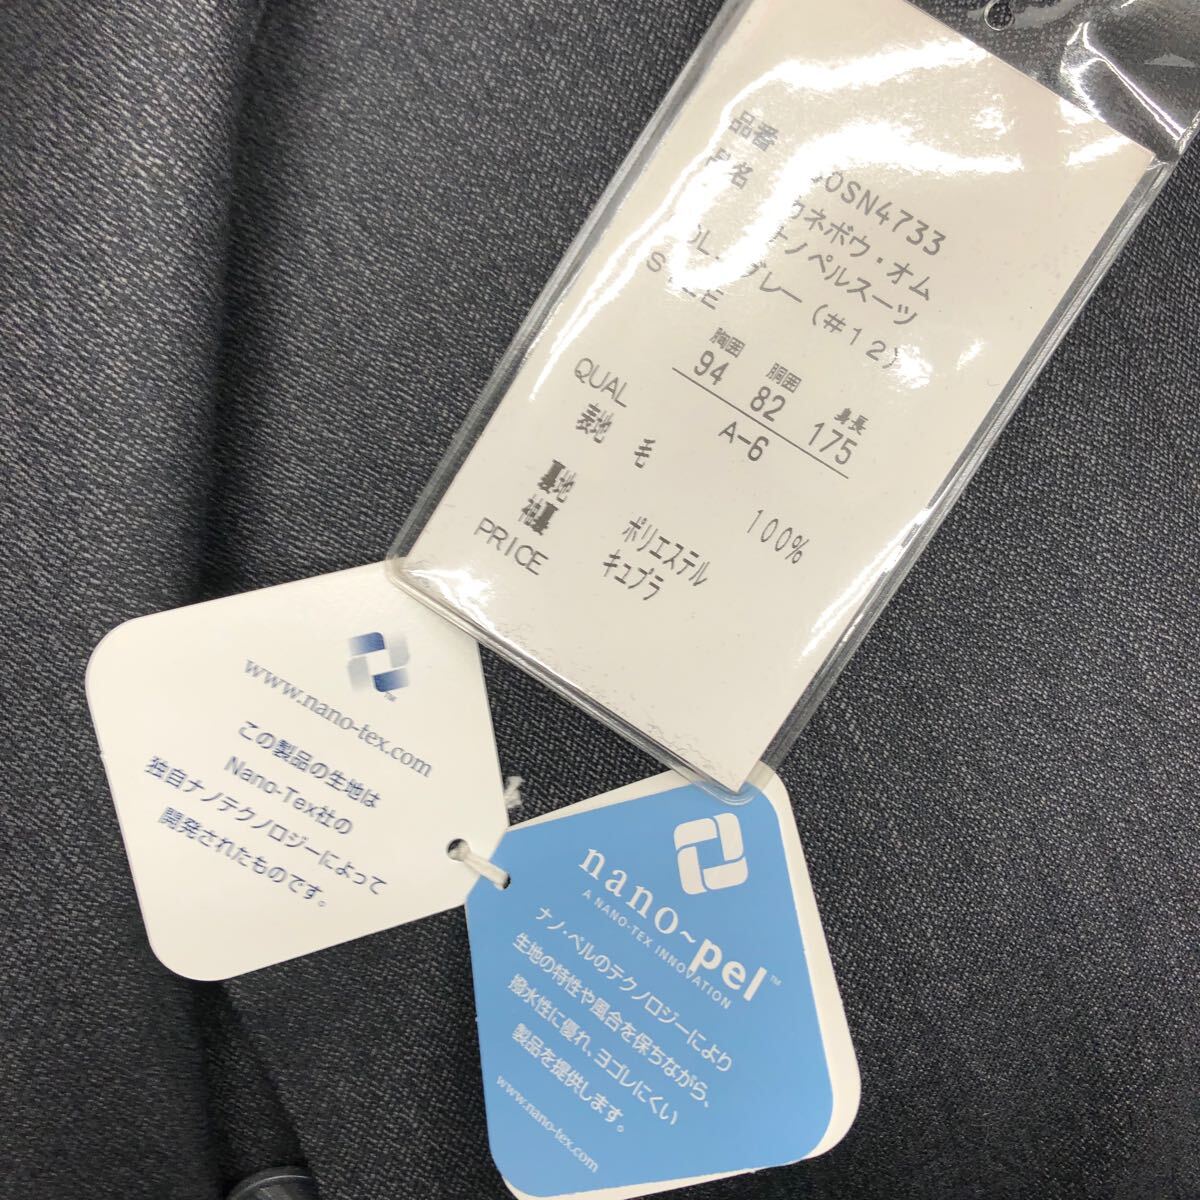 品番 OSN4733
品名 カネボウ・オム
ナノペルスーツ
グレー(#12)
胸囲 胴囲 身長
94 82 175
A-6
QUAL
表地 毛 100%
裏地 ポリエステル
袖裏 キュプラ
PRICE
www.nano-tex.com
この製品の生地は
Nano-Tex社の
独自ナノテクノロジーによって
開発されたものです。
nano~pel™
A NANO-TEX INNOVATION
ナノ・ペルのテクノロジーにより
生地の特性や風合を保ちながら、
撥水性に優れ、ヨゴレにくい
製品を提供します。
www.nano-tex.com